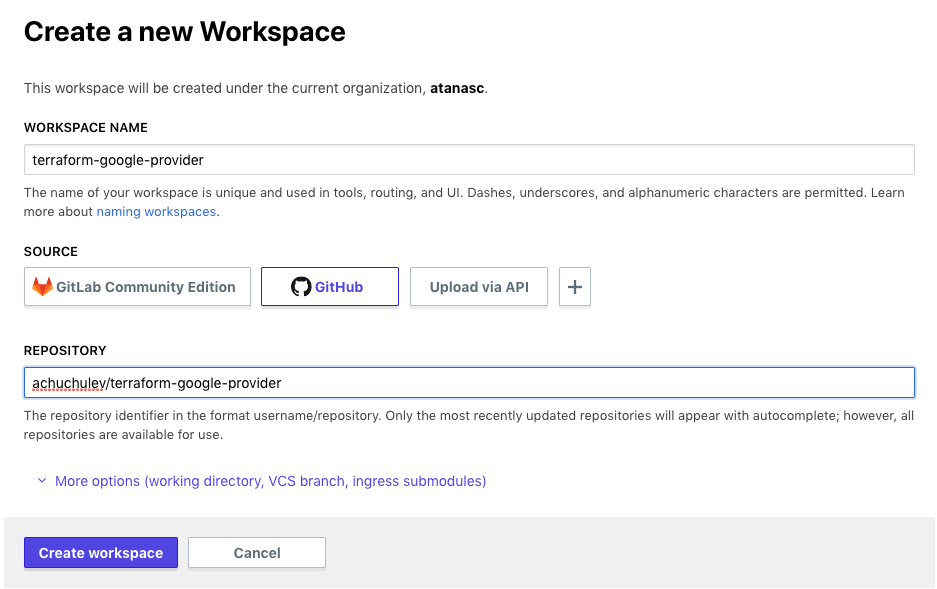 Create a new Workspace
This workspace will be created under the current organization, atanasc.
WORKSPACE NAME
terraform-google-provider
The name of your workspace is unique and used in tools, routing, and UI. Dashes, underscores, and alphanumeric characters are permitted. Learn
more about naming workspaces.
SOURCE
GitLab Community Edition GitHub Upload via API +
REPOSITORY
achuchulev/terraform-google-provider
The repository identifier in the format username/repository. Only the most recently updated repositories will appear with autocomplete; however, all
repositories are available for use.
More options (working directory, VCS branch, ingress submodules)
Create workspace Cancel